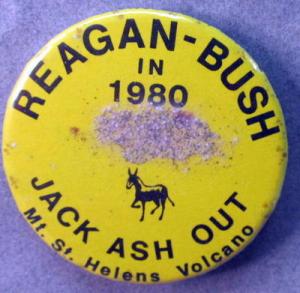 REAGAN-BUSH
IN
1980
JACK ASH OUT
Mt. St. Helens Volcano